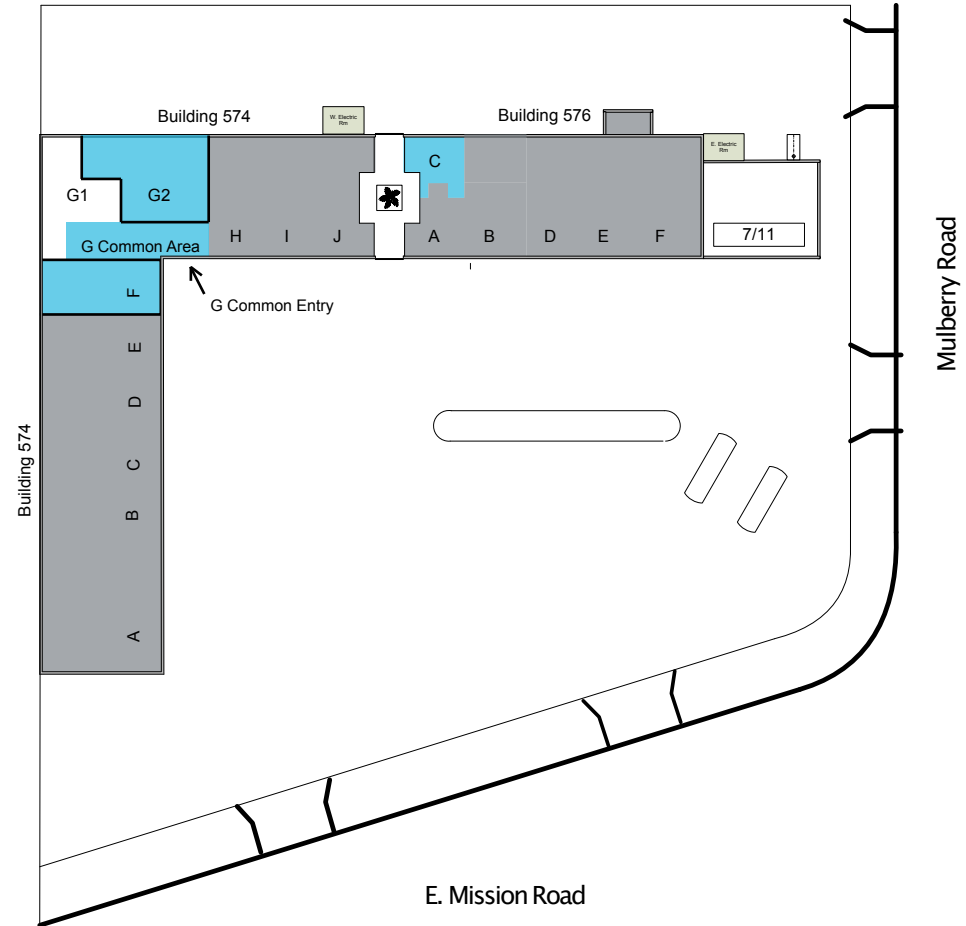 Building 574
W. Electric
Rm
Building 576
E. Electric
Rm
C
G1
G2
H
I
J
A
B
D
E
F
7/11
G Common Area
G Common Entry
F
E
D
C
B
A
Building 574
Mulberry Road
E. Mission Road